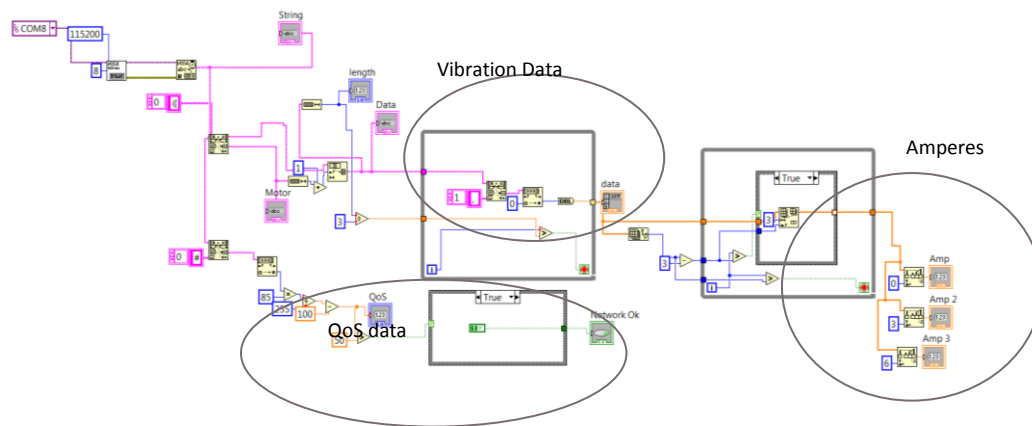 String
COM8
115200
8
Vibration Data
length
Data
Amperes
0
1
True
Motor
1
0
DBL
data
3
3
3
i
i
0
#
Amp
0
Amp 2
3
Amp 3
6
85
255
100
QoS
True
Network Ok
QoS data
50